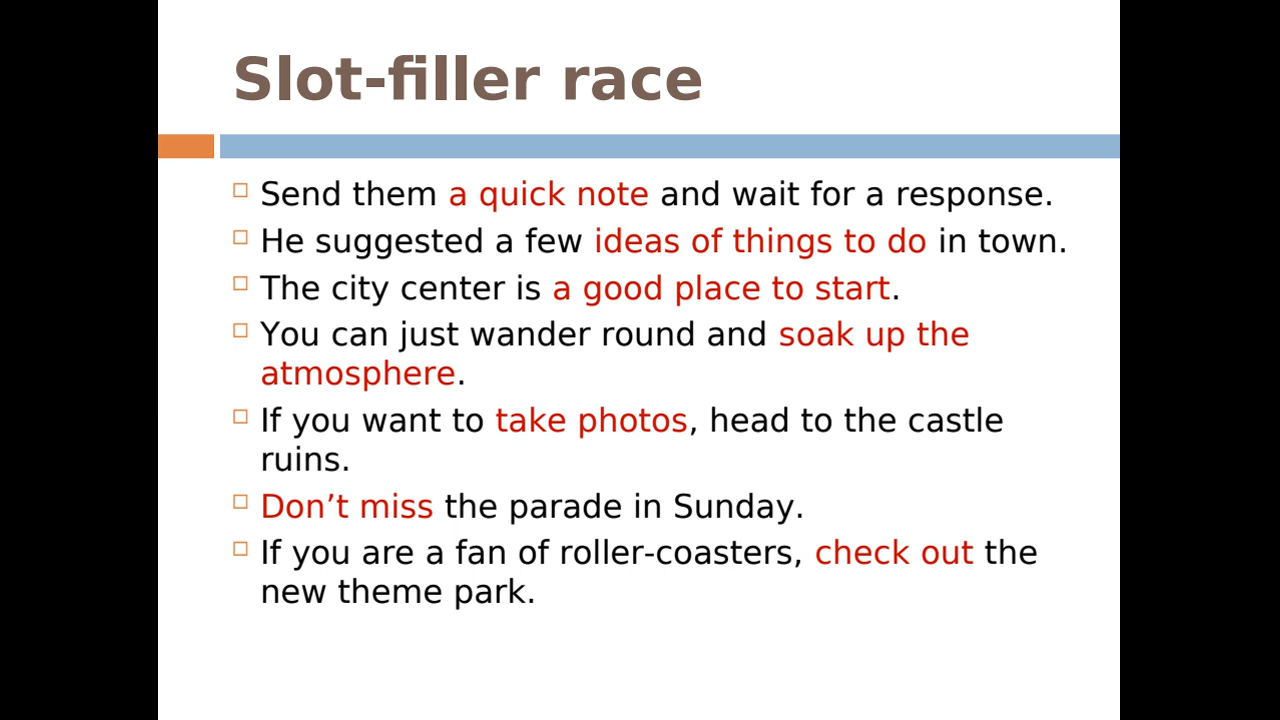 Slot-filler race
Send them a quick note and wait for a response.
He suggested a few ideas of things to do in town.
The city center is a good place to start.
You can just wander round and soak up the
atmosphere.
If you want to take photos, head to the castle
ruins.
Don’t miss the parade in Sunday.
If you are a fan of roller-coasters, check out the
new theme park.